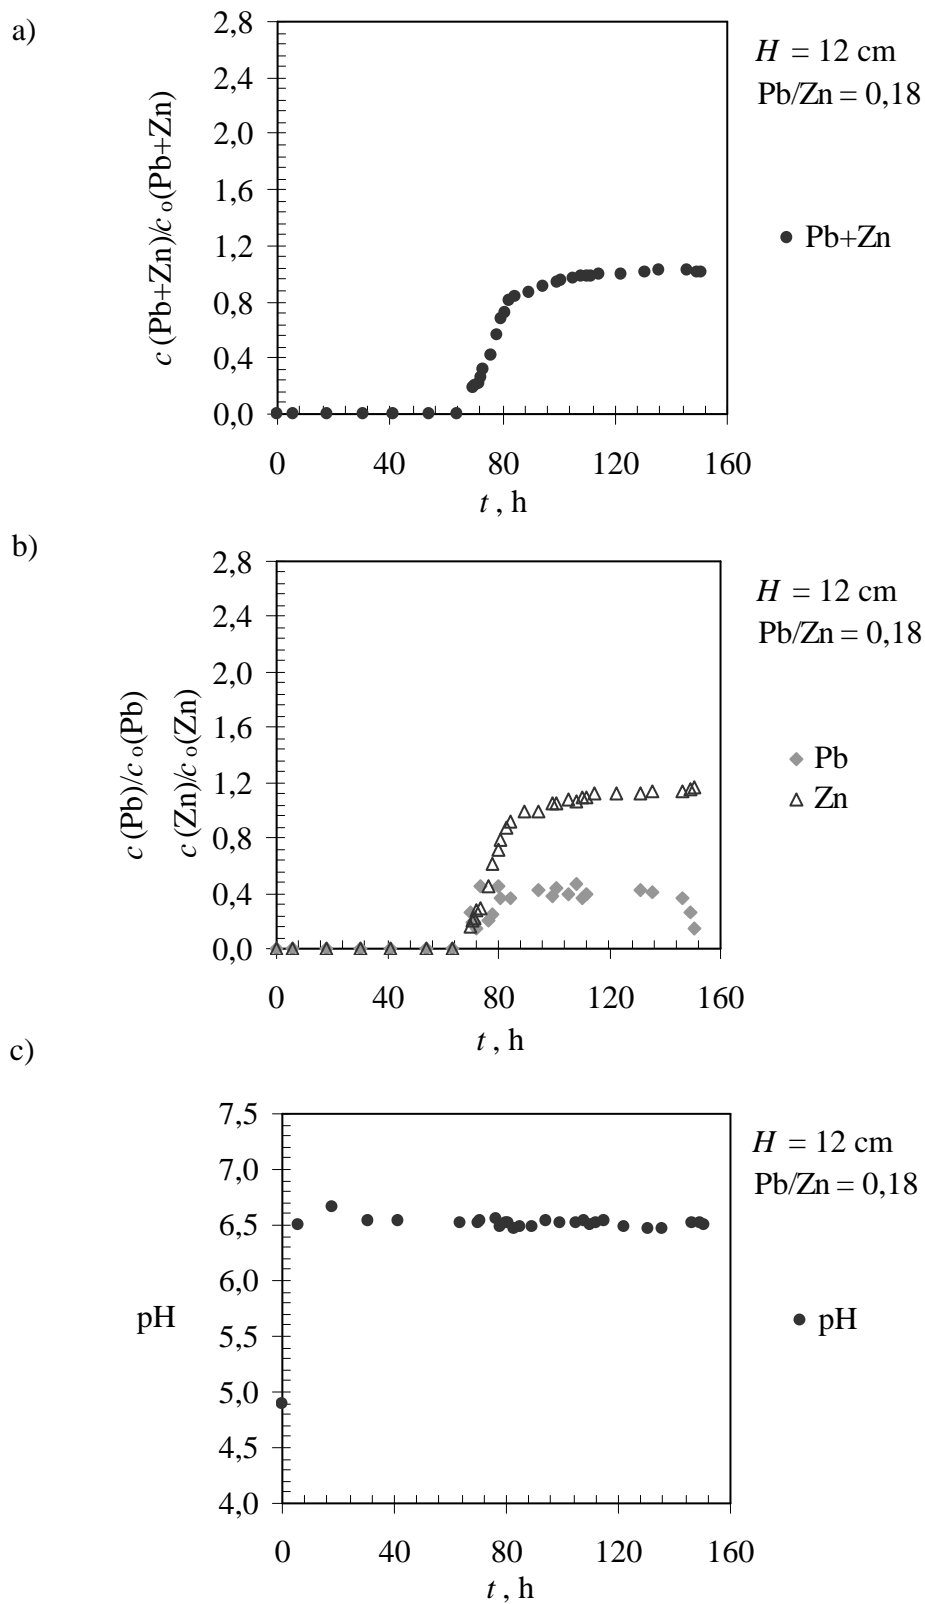 a)
2,8
2,4
2,0
1,6
1,2
0,8
0,4
0,0
c (Pb+Zn)/c o(Pb+Zn)
0 40 80 120 160
t , h
H = 12 cm
Pb/Zn = 0,18
Pb+Zn
b)
2,8
2,4
2,0
1,6
1,2
0,8
0,4
0,0
c (Pb)/c o(Pb)
c (Zn)/c o(Zn)
0 40 80 120 160
t , h
H = 12 cm
Pb/Zn = 0,18
Pb
Zn
c)
7,5
7,0
6,5
6,0
5,5
5,0
4,5
4,0
pH
0 40 80 120 160
t , h
H = 12 cm
Pb/Zn = 0,18
pH